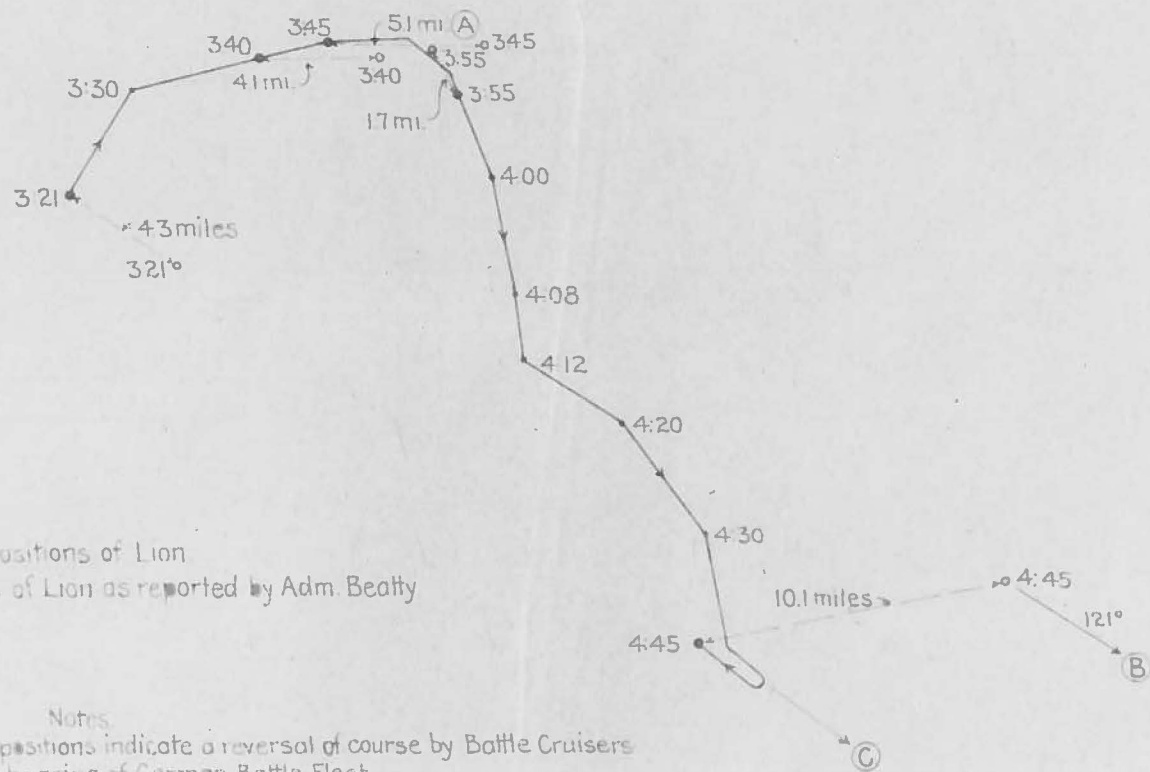 5.1 mi. A
345
340
345
3:55
340
41 mi.
3:30
3:55
1.7 mi.
4:00
3:21
43 miles
321°
4:08
4:12
4:20
4:30
ositions of Lion
of Lion as reported by Adm. Beatty
4:45
10.1 miles
121°
4:45
B
Notes
positions indicate a reversal of course by Battle Cruisers
C